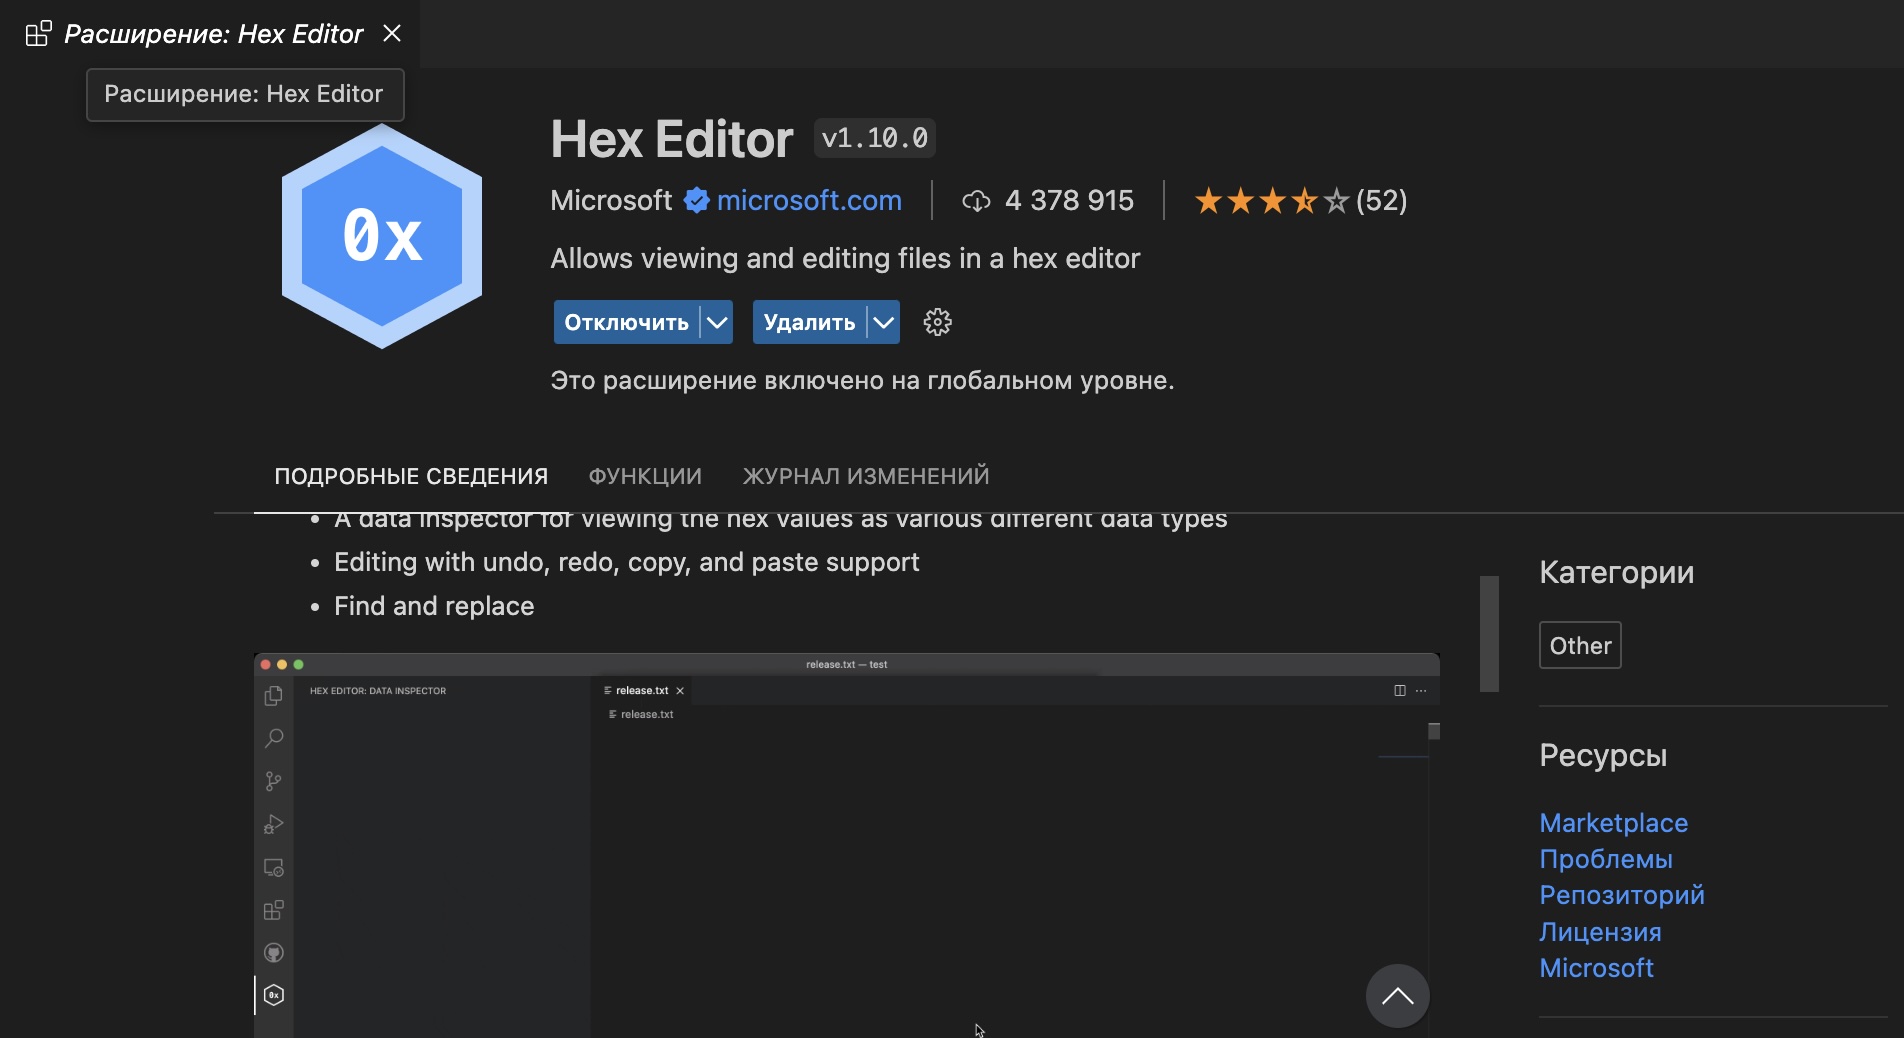 Расширение: Hex Editor
Расширение: Hex Editor
0x
Hex Editor v1.10.0
Microsoft microsoft.com 4 378 915 (52)
Allows viewing and editing files in a hex editor
Отключить Удалить
Это расширение включено на глобальном уровне.
ПОДРОБНЫЕ СВЕДЕНИЯ ФУНКЦИИ ЖУРНАЛ ИЗМЕНЕНИЙ
• A data inspector for viewing the hex values as various different data types
• Editing with undo, redo, copy, and paste support
• Find and replace
release.txt — test
HEX EDITOR: DATA INSPECTOR
release.txt
release.txt
0x
Категории
Other
Ресурсы
Marketplace
Проблемы
Репозиторий
Лицензия
Microsoft